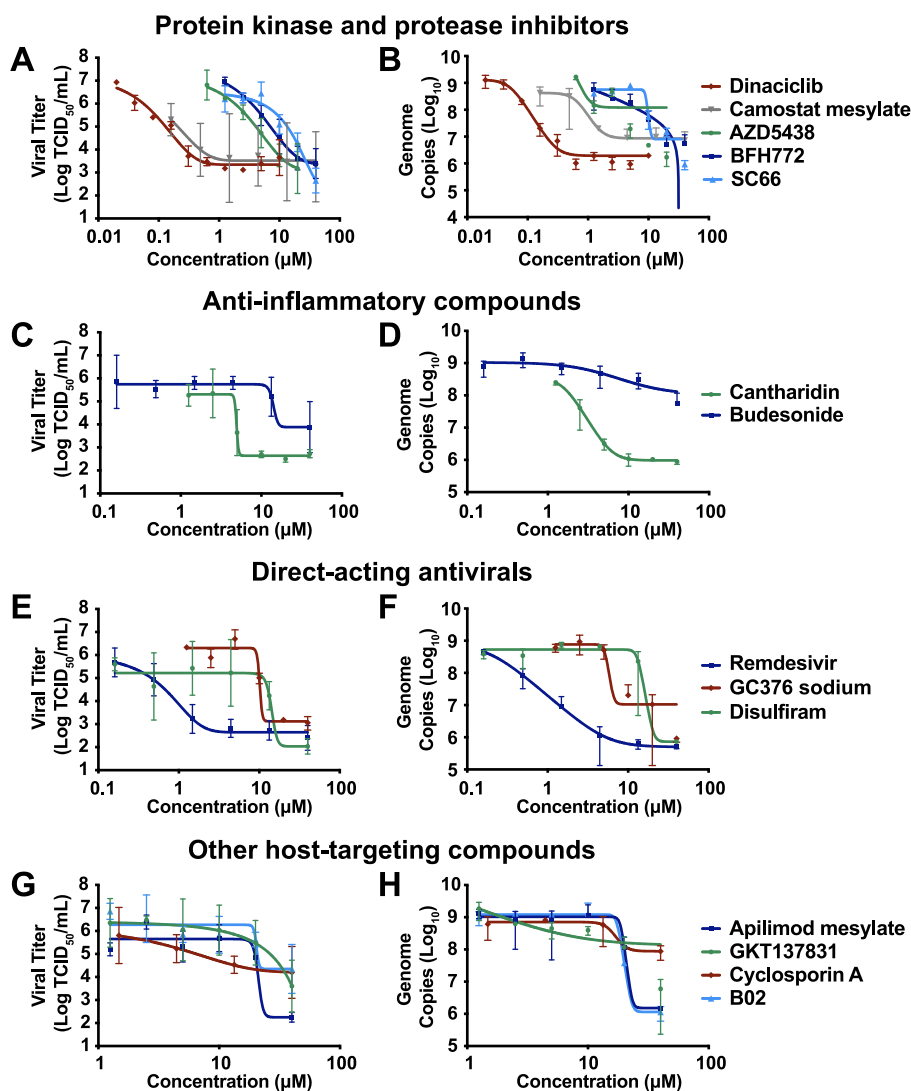 Protein kinase and protease inhibitors
A
Viral Titer
(Log TCID50/mL)
8
7
6
5
4
3
2
1
0.01 0.1 1 10 100
Concentration (µM)
B
Genome
Copies (Log10)
10
9
8
7
6
5
4
0.01 0.1 1 10 100
Concentration (µM)
Dinaciclib
Camostat mesylate
AZD5438
BFH772
SC66
Anti-inflammatory compounds
C
Viral Titer
(Log TCID50/mL)
8
7
6
5
4
3
2
1
0.1 1 10 100
Concentration (µM)
D
Genome
Copies (Log10)
10
9
8
7
6
5
0.1 1 10 100
Concentration (µM)
Cantharidin
Budesonide
Direct-acting antivirals
E
Viral Titer
(Log TCID50/mL)
8
7
6
5
4
3
2
1
0.1 1 10 100
Concentration (µM)
F
Genome
Copies (Log10)
10
9
8
7
6
5
0.1 1 10 100
Concentration (µM)
Remdesivir
GC376 sodium
Disulfiram
Other host-targeting compounds
G
Viral Titer
(Log TCID50/mL)
8
7
6
5
4
3
2
1
1 10 100
Concentration (µM)
H
Genome
Copies (Log10)
10
9
8
7
6
5
1 10 100
Concentration (µM)
Apilimod mesylate
GKT137831
Cyclosporin A
B02